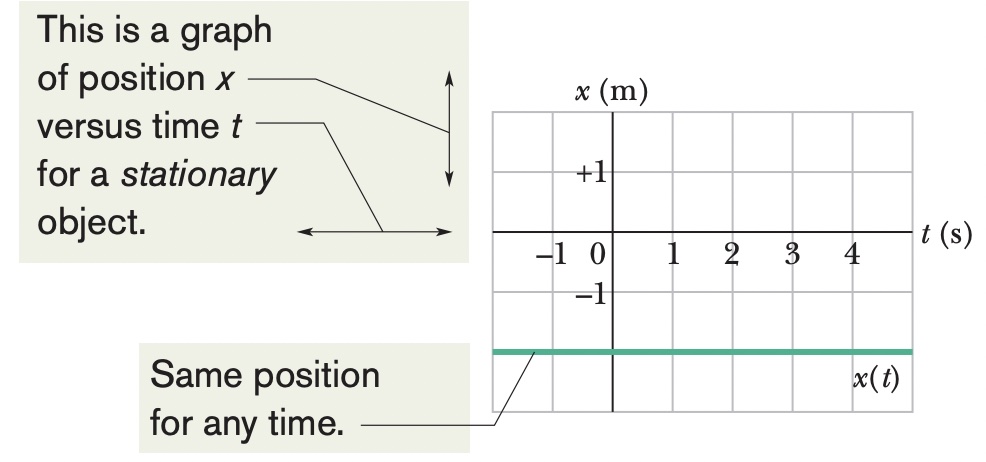 This is a graph
of position x
versus time t
for a stationary
object.
x (m)
+1
t (s)
–1 0 1 2 3 4
–1
x(t)
Same position
for any time.